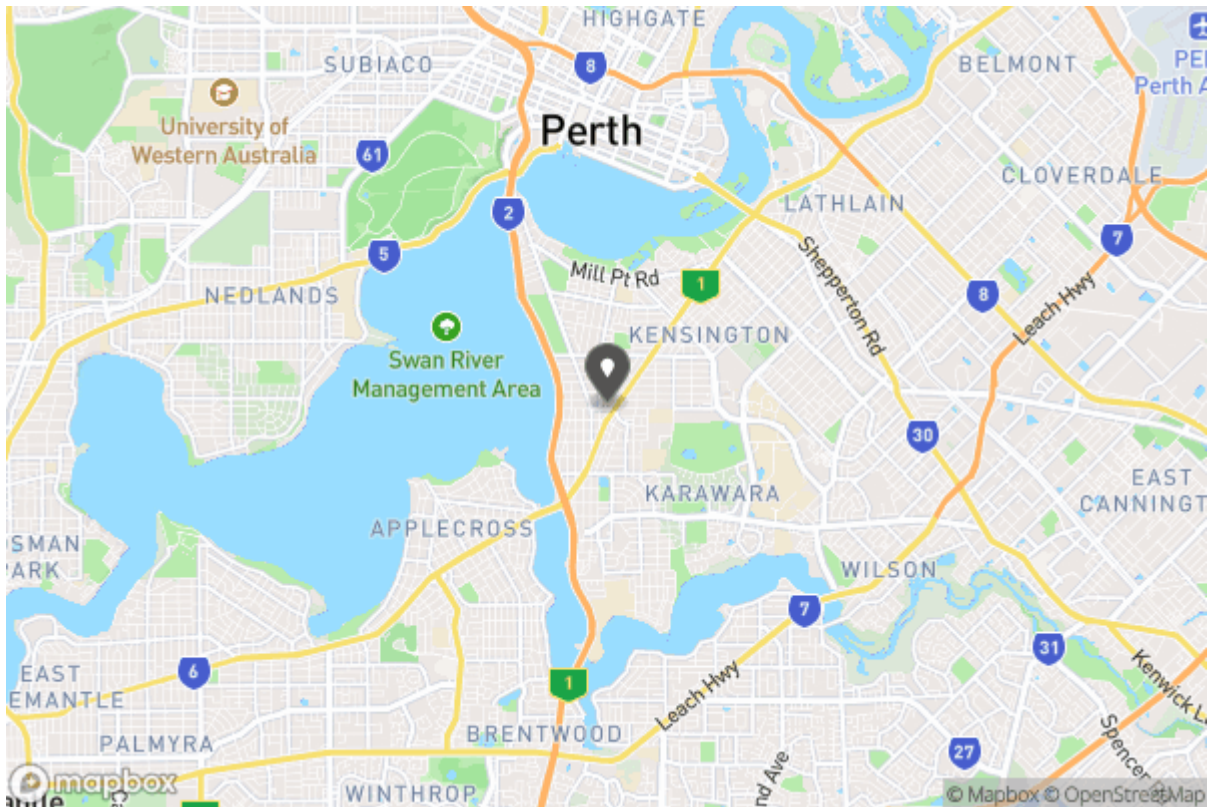 HIGHGATE
8
SUBIACO
BELMONT
PE
Perth A
University of
Western Australia
Perth
61
CLOVERDALE
2
LATHLAIN
5
7
Mill Pt Rd
1
Shepperton Rd
8
NEDLANDS
Leach Hwy
KENSINGTON
Swan River
Management Area
30
KARAWARA
EAST
CANNINGT
APPLECROSS
OSMAN
PARK
WILSON
7
31
6
EAST
EMANTLE
1
Leach Hwy
Kenwick L
BRENTWOOD
PALMYRA
Spencer
27
nd Ave
mapbox
WINTHROP
© Mapbox © OpenStreetMap